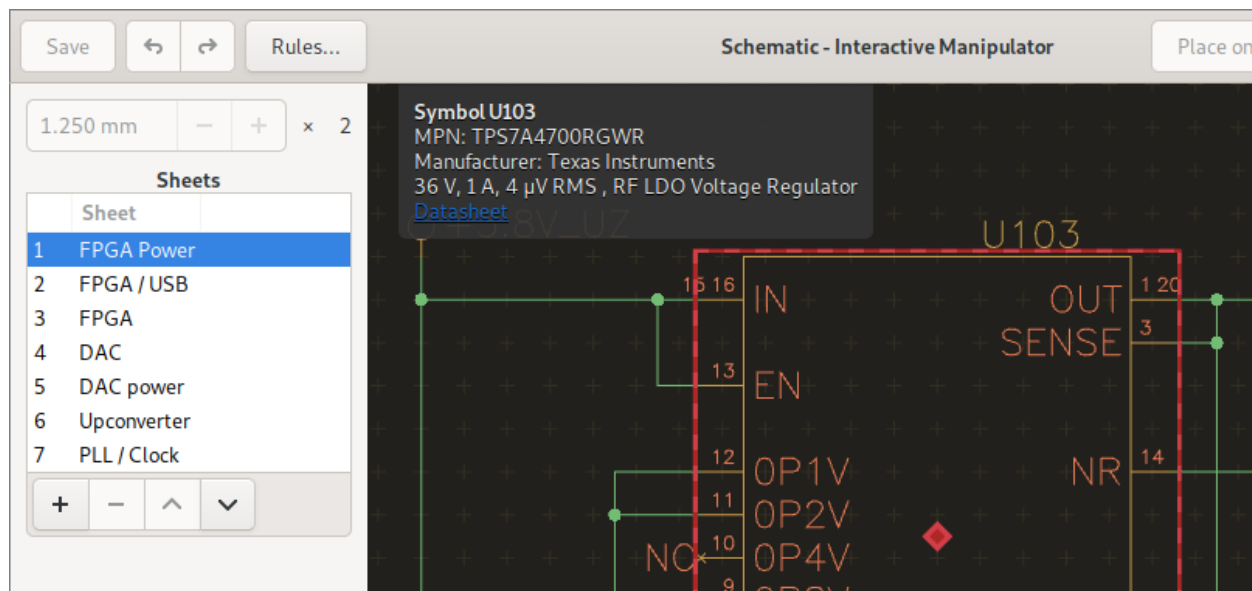 Save
Rules...
Schematic - Interactive Manipulator
Place on
1.250 mm
× 2
Sheets
Sheet
1 FPGA Power
2 FPGA / USB
3 FPGA
4 DAC
5 DAC power
6 Upconverter
7 PLL / Clock
Symbol U103
MPN: TPS7A4700RGWR
Manufacturer: Texas Instruments
36 V, 1 A, 4 µV RMS , RF LDO Voltage Regulator
Datasheet
U103
15 16 IN
OUT 1 20
SENSE 3
13 EN
12 0P1V
NR 14
11 0P2V
NC 10 0P4V
9